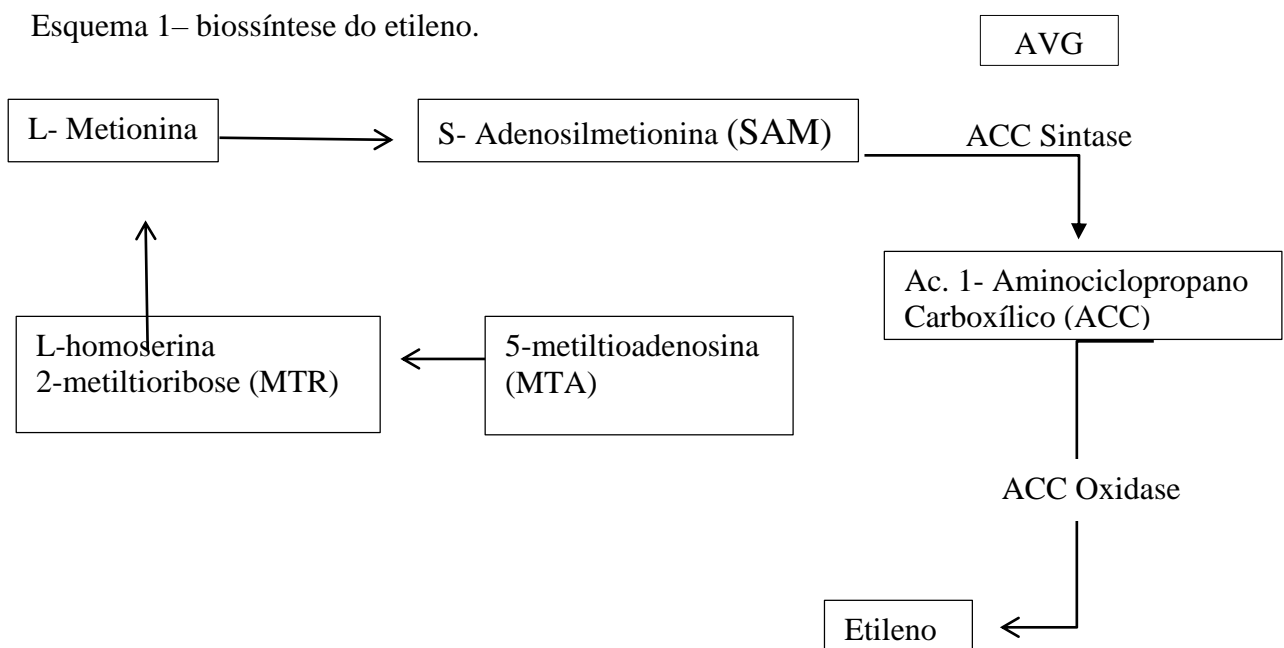 Esquema 1– biossíntese do etileno.
AVG
L- Metionina
S- Adenosilmetionina (SAM)
ACC Sintase
Ac. 1- Aminociclopropano
Carboxílico (ACC)
L-homoserina
2-metiltioribose (MTR)
5-metiltioadenosina
(MTA)
ACC Oxidase
Etileno